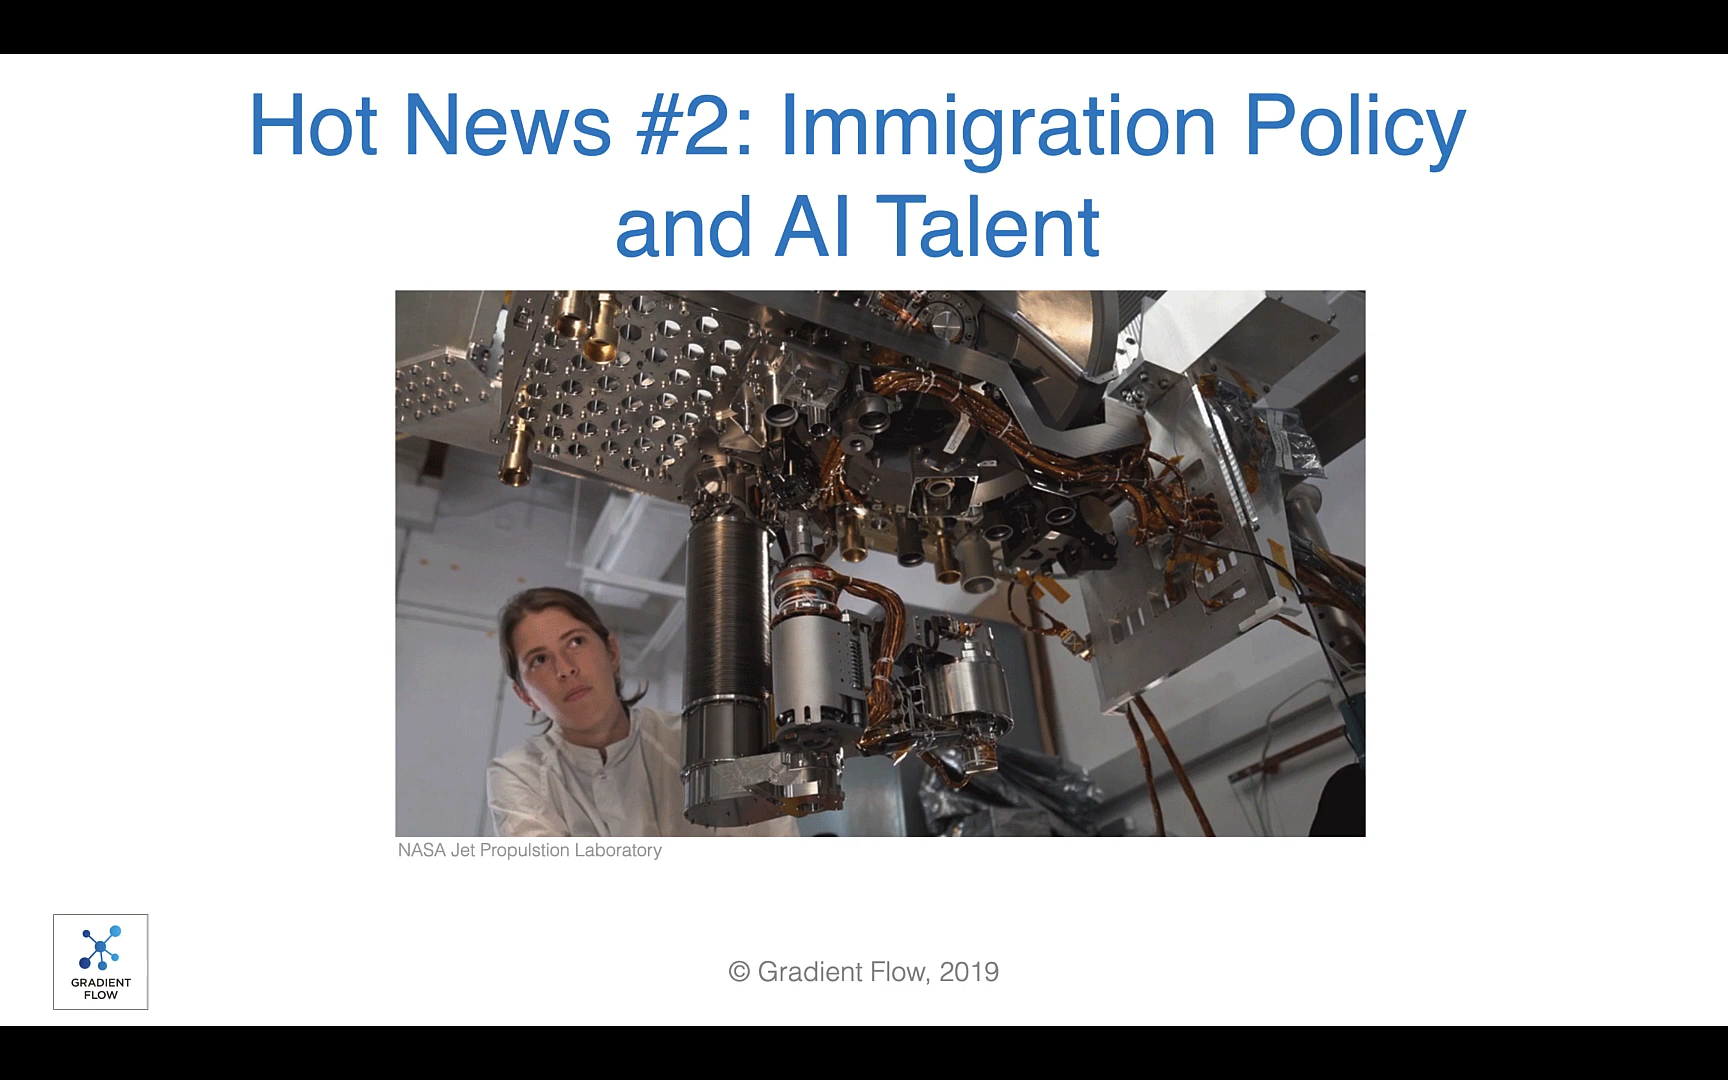 Hot News #2: Immigration Policy
and AI Talent
NASA Jet Propulstion Laboratory
GRADIENT
FLOW
© Gradient Flow, 2019